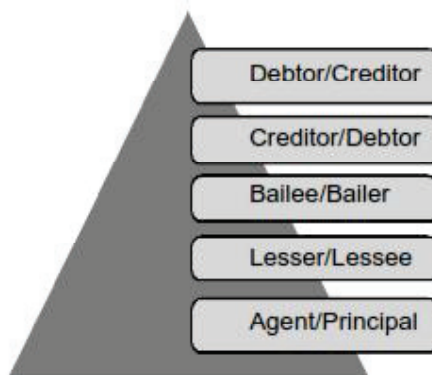 Debtor/Creditor
Creditor/Debtor
Bailee/Bailer
Lesser/Lessee
Agent/Principal